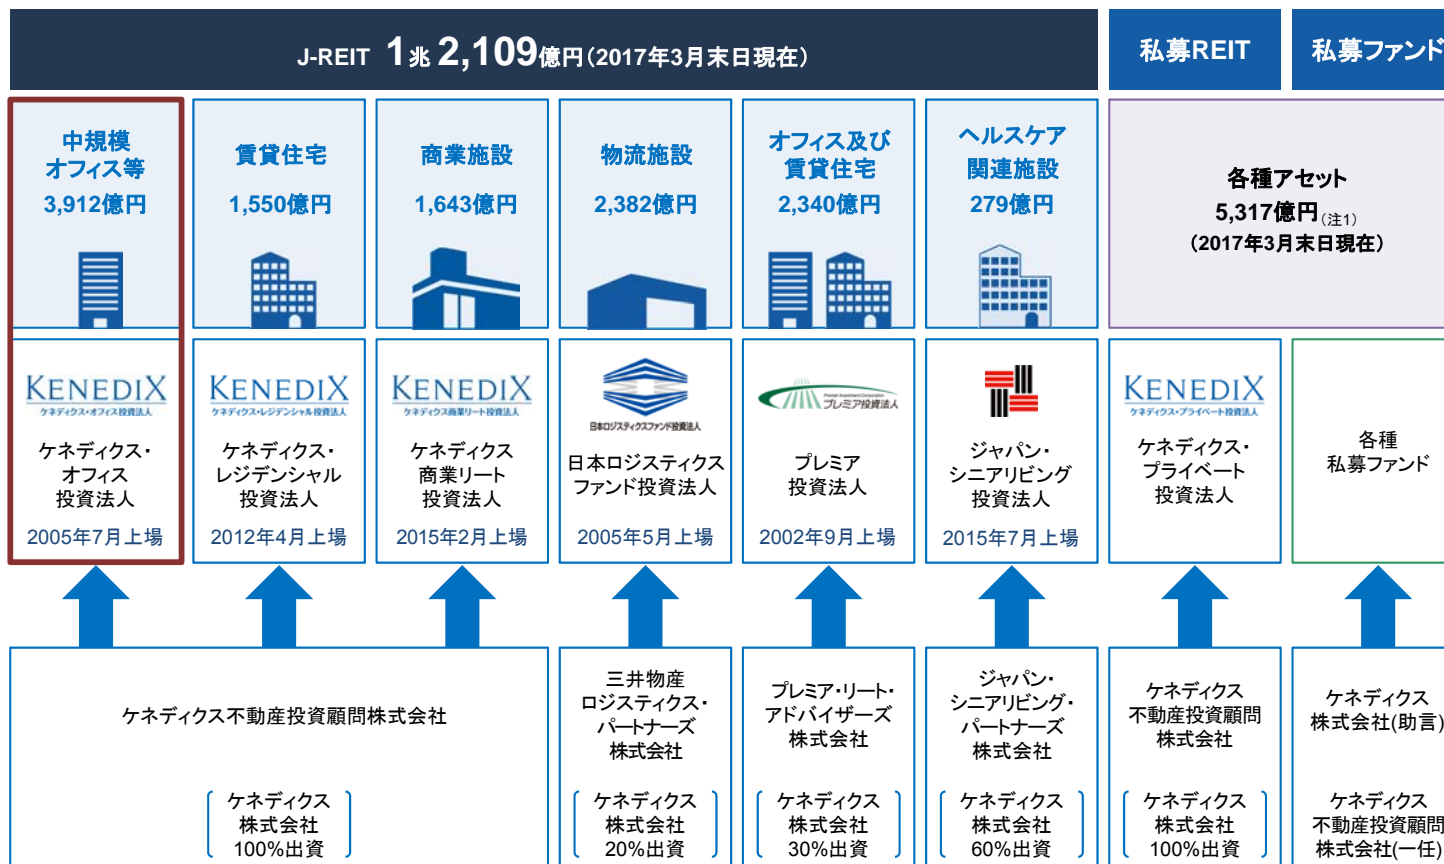 J-REIT 1兆 2,109億円(2017年3月末日現在)
私募REIT
私募ファンド
中規模
オフィス等
3,912億円
賃貸住宅
1,550億円
商業施設
1,643億円
物流施設
2,382億円
オフィス及び
賃貸住宅
2,340億円
ヘルスケア
関連施設
279億円
各種アセット
5,317億円(注1)
(2017年3月末日現在)
KENEDIX
ケネディクス・オフィス投資法人
ケネディクス・
オフィス
投資法人
2005年7月上場
KENEDIX
ケネディクス・レジデンシャル投資法人
ケネディクス・
レジデンシャル
投資法人
2012年4月上場
KENEDIX
ケネディクス商業リート投資法人
ケネディクス
商業リート
投資法人
2015年2月上場
日本ロジスティクスファンド投資法人
日本ロジスティクス
ファンド投資法人
2005年5月上場
Premier Investment Corporation
プレミア投資法人
プレミア
投資法人
2002年9月上場
ジャパン・
シニアリビング
投資法人
2015年7月上場
KENEDIX
ケネディクス・プライベート投資法人
ケネディクス・
プライベート
投資法人
各種
私募ファンド
ケネディクス不動産投資顧問株式会社
ケネディクス
株式会社
100%出資
三井物産
ロジスティクス・
パートナーズ
株式会社
ケネディクス
株式会社
20%出資
プレミア・リート・
アドバイザーズ
株式会社
ケネディクス
株式会社
30%出資
ジャパン・
シニアリビング・
パートナーズ
株式会社
ケネディクス
株式会社
60%出資
ケネディクス
不動産投資顧問
株式会社
ケネディクス
株式会社
100%出資
ケネディクス
株式会社(助言)
ケネディクス
不動産投資顧問
株式会社(一任)